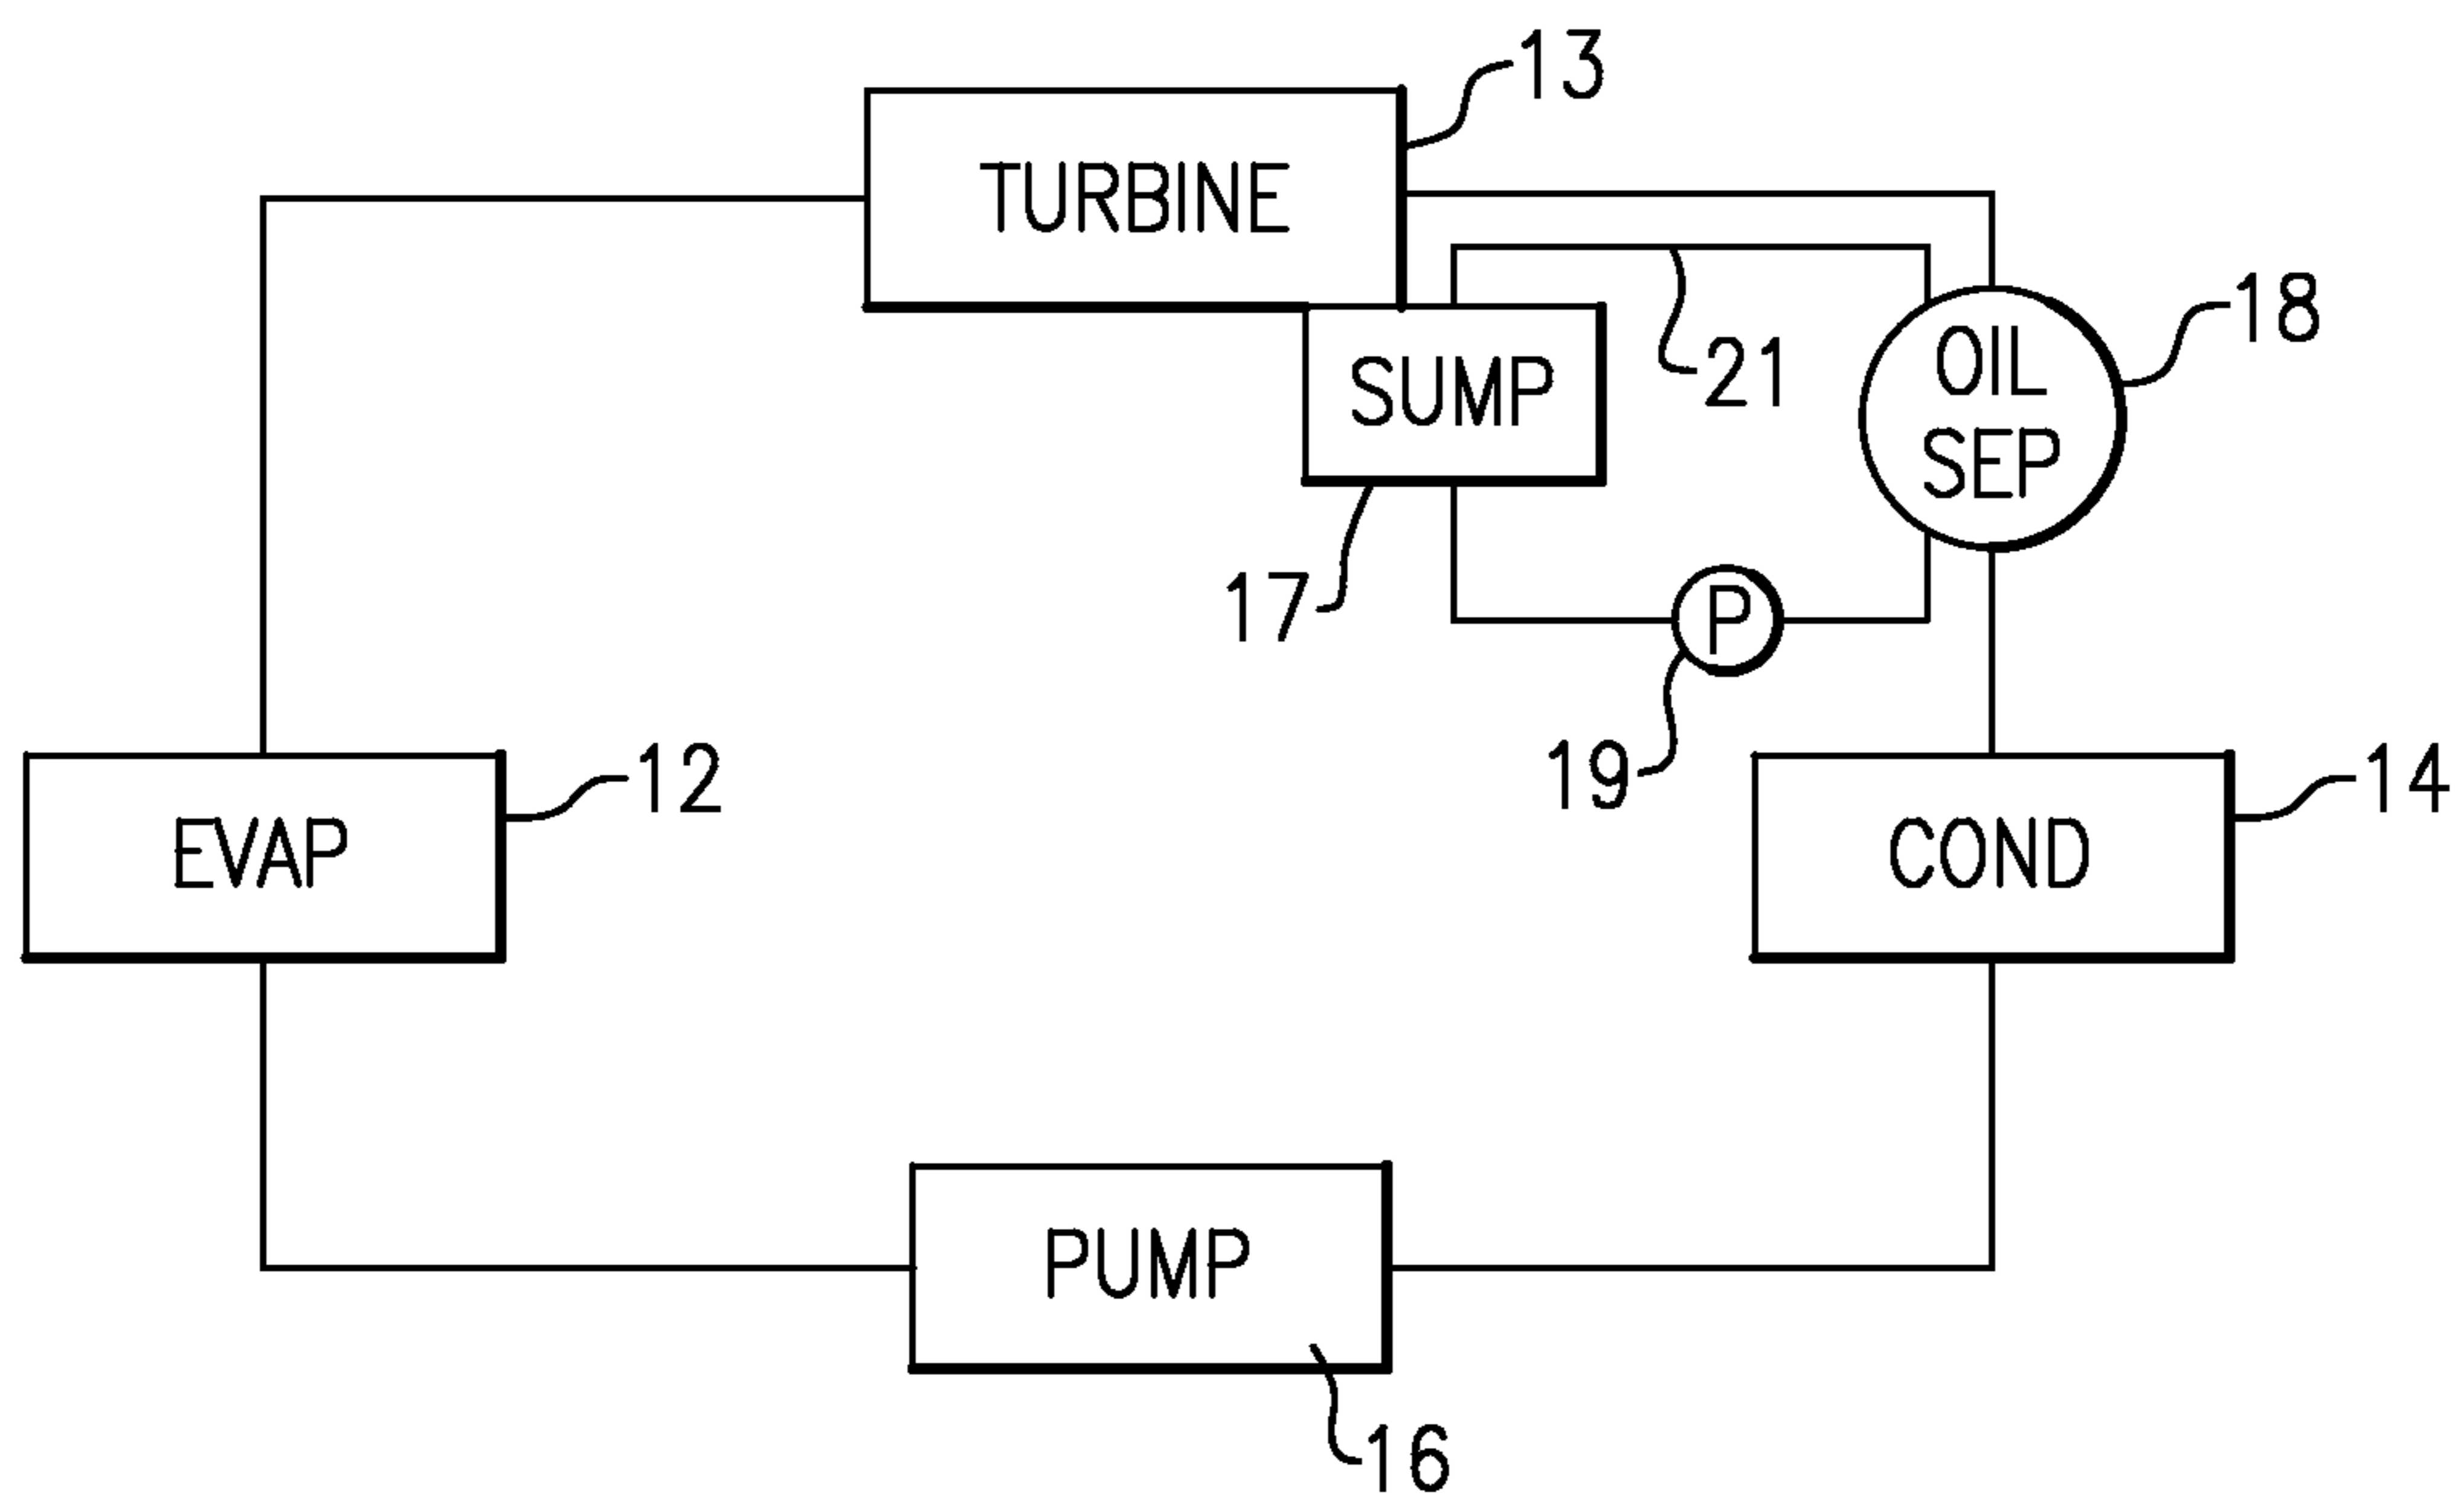 13
TURBINE
18
OIL
SEP
21
SUMP
17
P
19
12
14
EVAP
COND
PUMP
16